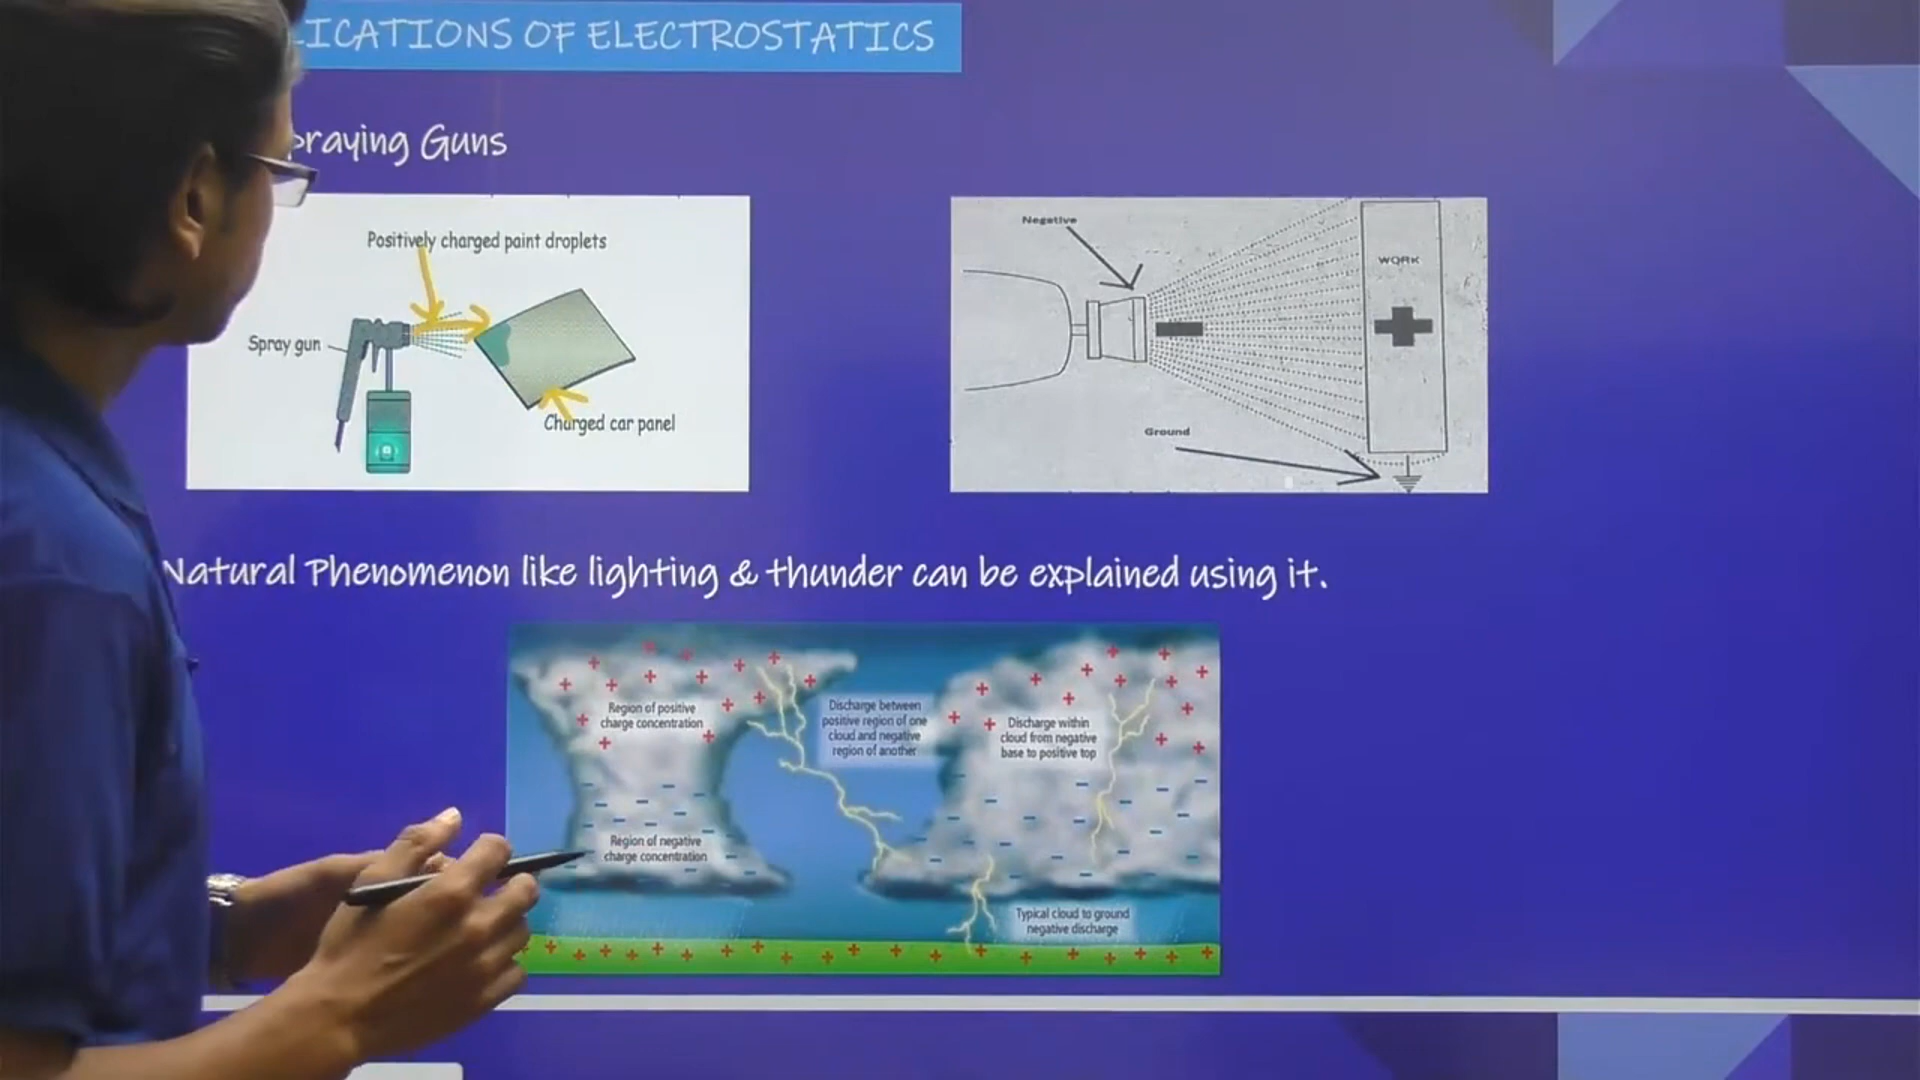 LICATIONS OF ELECTROSTATICS
praying Guns
Positively charged paint droplets
Spray gun
Charged car panel
Negative
WORK
Ground
Natural Phenomenon like lighting & thunder can be explained using it.
Region of positive
charge concentration
Discharge between
positive region of one
cloud and negative
region of another
Discharge within
cloud from negative
base to positive top
Region of negative
charge concentration
Typical cloud to ground
negative discharge